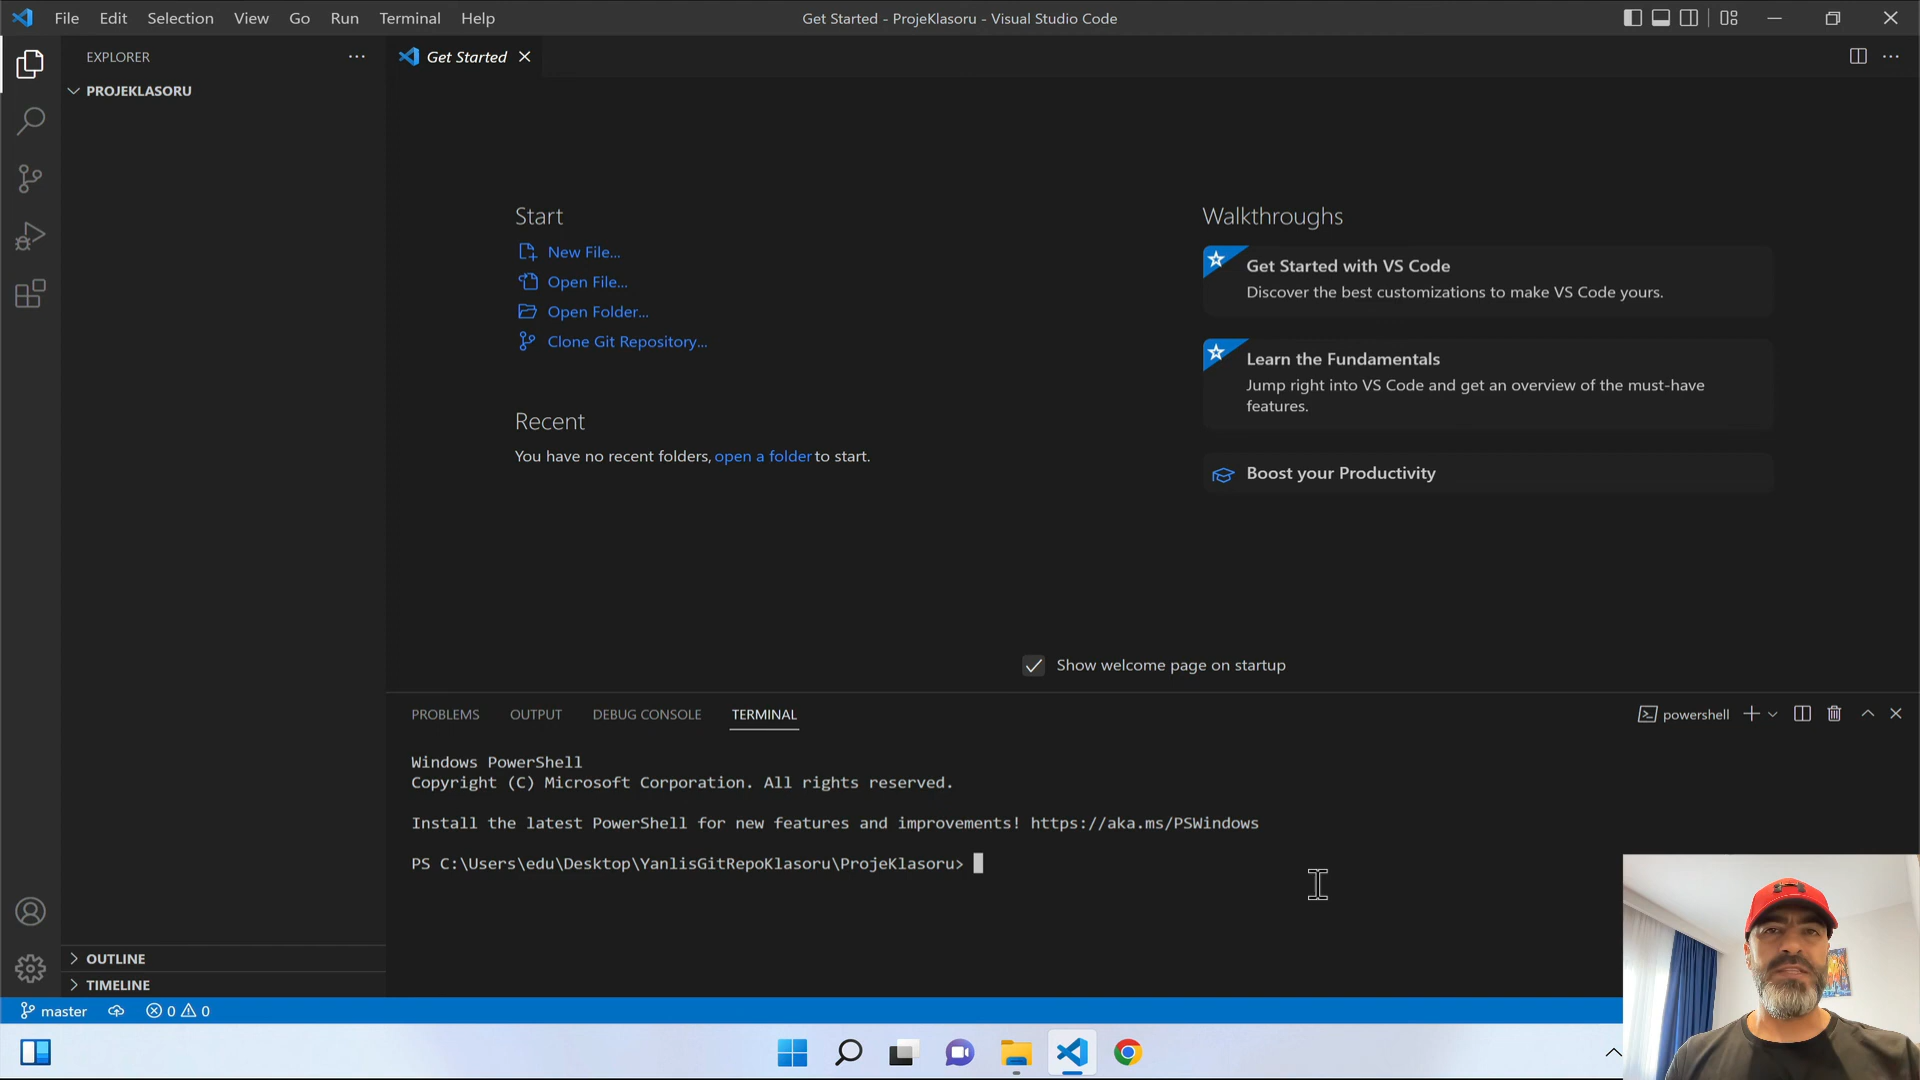 File Edit Selection View Go Run Terminal Help
Get Started - ProjeKlasoru - Visual Studio Code
EXPLORER
PROJEKLASORU
Get Started
Start
New File...
Open File...
Open Folder...
Clone Git Repository...
Recent
You have no recent folders, open a folder to start.
Walkthroughs
Get Started with VS Code
Discover the best customizations to make VS Code yours.
Learn the Fundamentals
Jump right into VS Code and get an overview of the must-have
features.
Boost your Productivity
Show welcome page on startup
PROBLEMS OUTPUT DEBUG CONSOLE TERMINAL
powershell
Windows PowerShell
Copyright (C) Microsoft Corporation. All rights reserved.
Install the latest PowerShell for new features and improvements! https://aka.ms/PSWindows
PS C:\Users\edu\Desktop\YanlisGitRepoKlasoru\ProjeKlasoru>
OUTLINE
TIMELINE
master 0 0